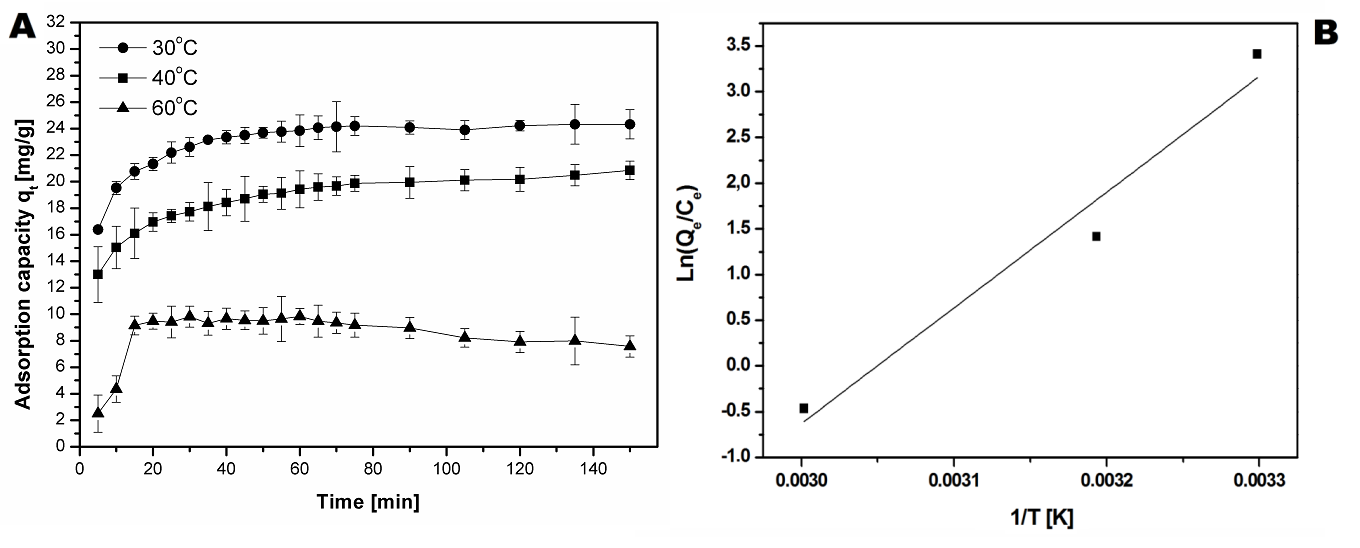 A
Adsorption capacity qt [mg/g]
32
30
28
26
24
22
20
18
16
14
12
10
8
6
4
2
0
30°C
40°C
60°C
0 20 40 60 80 100 120 140
Time [min]
B
Ln(Qe/Ce)
3.5
3.0
2.5
2.0
1.5
1.0
0.5
0.0
-0.5
-1.0
0.0030 0.0031 0.0032 0.0033
1/T [K]